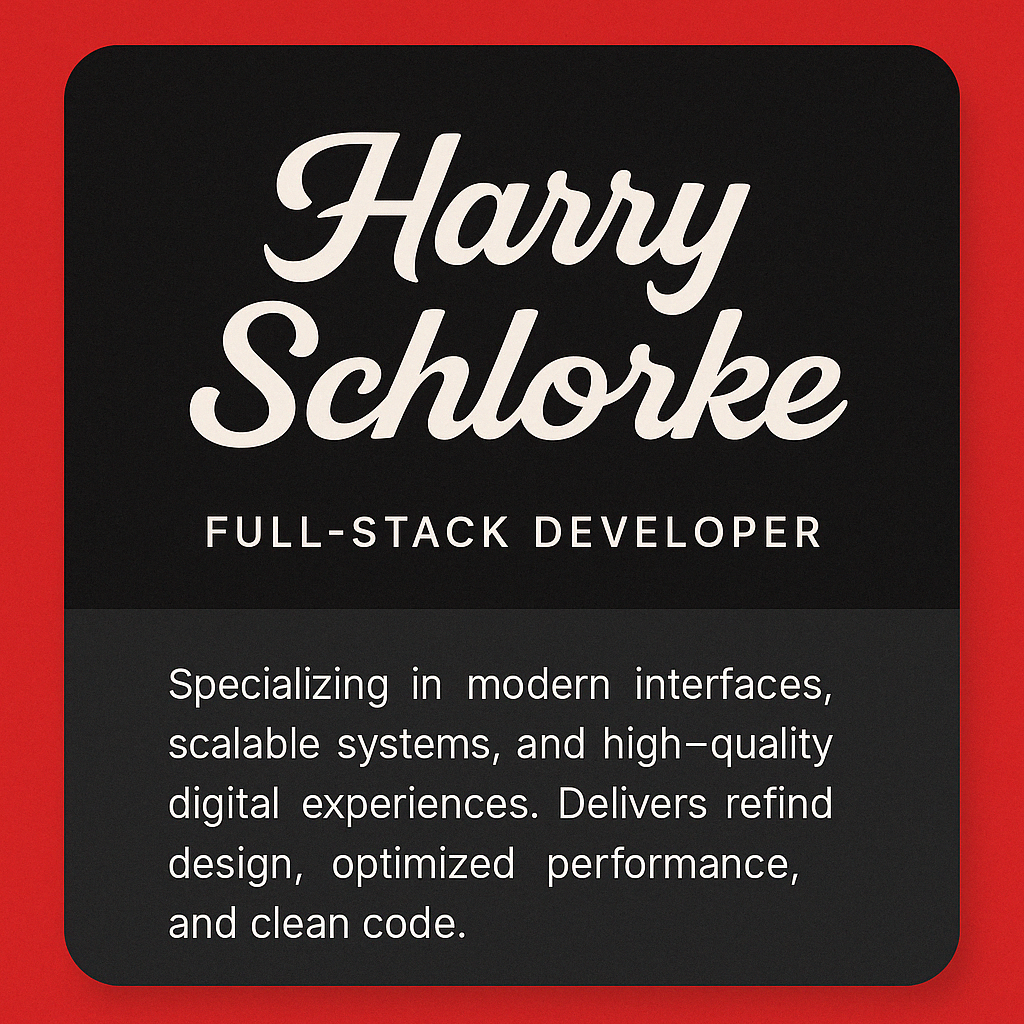 Harry
Schlorke
FULL-STACK DEVELOPER
Specializing in modern interfaces,
scalable systems, and high–quality
digital experiences. Delivers refind
design, optimized performance,
and clean code.